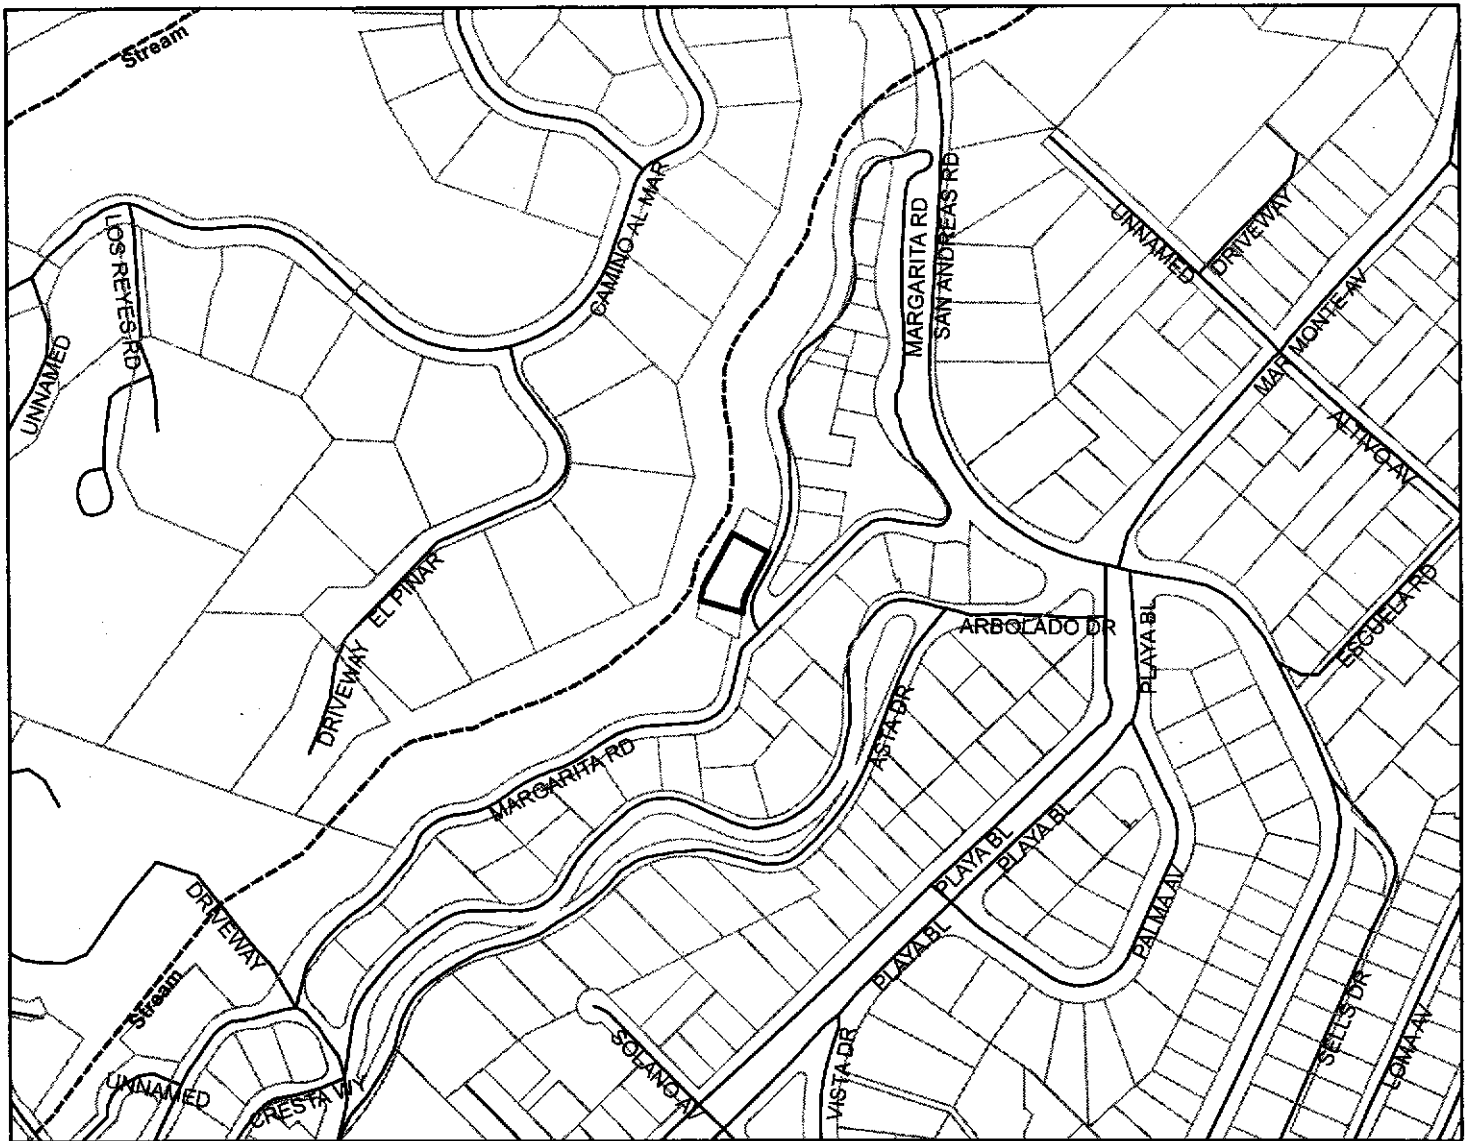 Stream
LOS REYES RD
UNNAMED
CAMINO AL MAR
MARGARITA RD
SAN ANDREAS RD
UNNAMED
DRIVEWAY
MAR MONTE AV
ALTIVO AV
ESCUELA RD
EL PINAR
DRIVEWAY
ARBOLADO DR
PLAYA BL
ASTA DR
MARGARITA RD
PLAYA BL
PLAYA BL
PALMA AV
PLAYA BL
DRIVEWAY
Stream
UNNAMED
CRESTA WY
SOLANO AV
VISTA DR
SELLS DR
LOMA AV